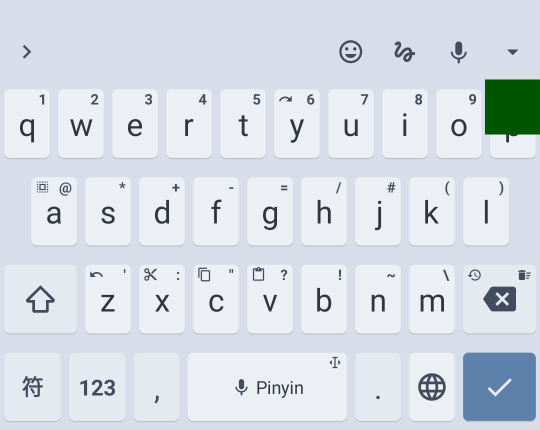 1 2 3 4 5 6 7 8 9
q w e r t y u i o
@ * + - = / # ( )
a s d f g h j k l
' : " ? ! ~ \
z x c v b n m
符 123 , Pinyin .